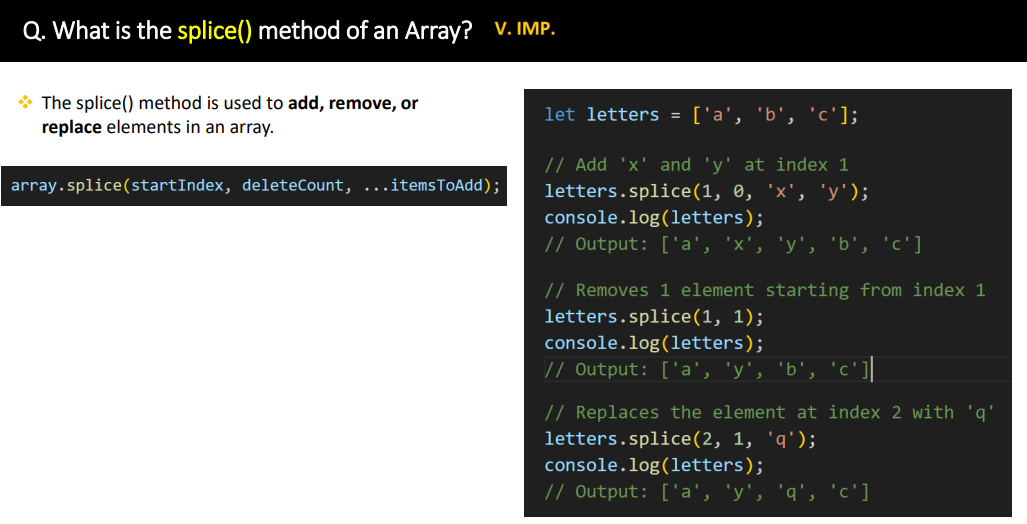 Q. What is the splice() method of an Array? V. IMP.
The splice() method is used to add, remove, or
replace elements in an array.
array.splice(startIndex, deleteCount, ...itemsToAdd);
let letters = ['a', 'b', 'c'];
// Add 'x' and 'y' at index 1
letters.splice(1, 0, 'x', 'y');
console.log(letters);
// Output: ['a', 'x', 'y', 'b', 'c']
// Removes 1 element starting from index 1
letters.splice(1, 1);
console.log(letters);
// Output: ['a', 'y', 'b', 'c']
// Replaces the element at index 2 with 'q'
letters.splice(2, 1, 'q');
console.log(letters);
// Output: ['a', 'y', 'q', 'c']